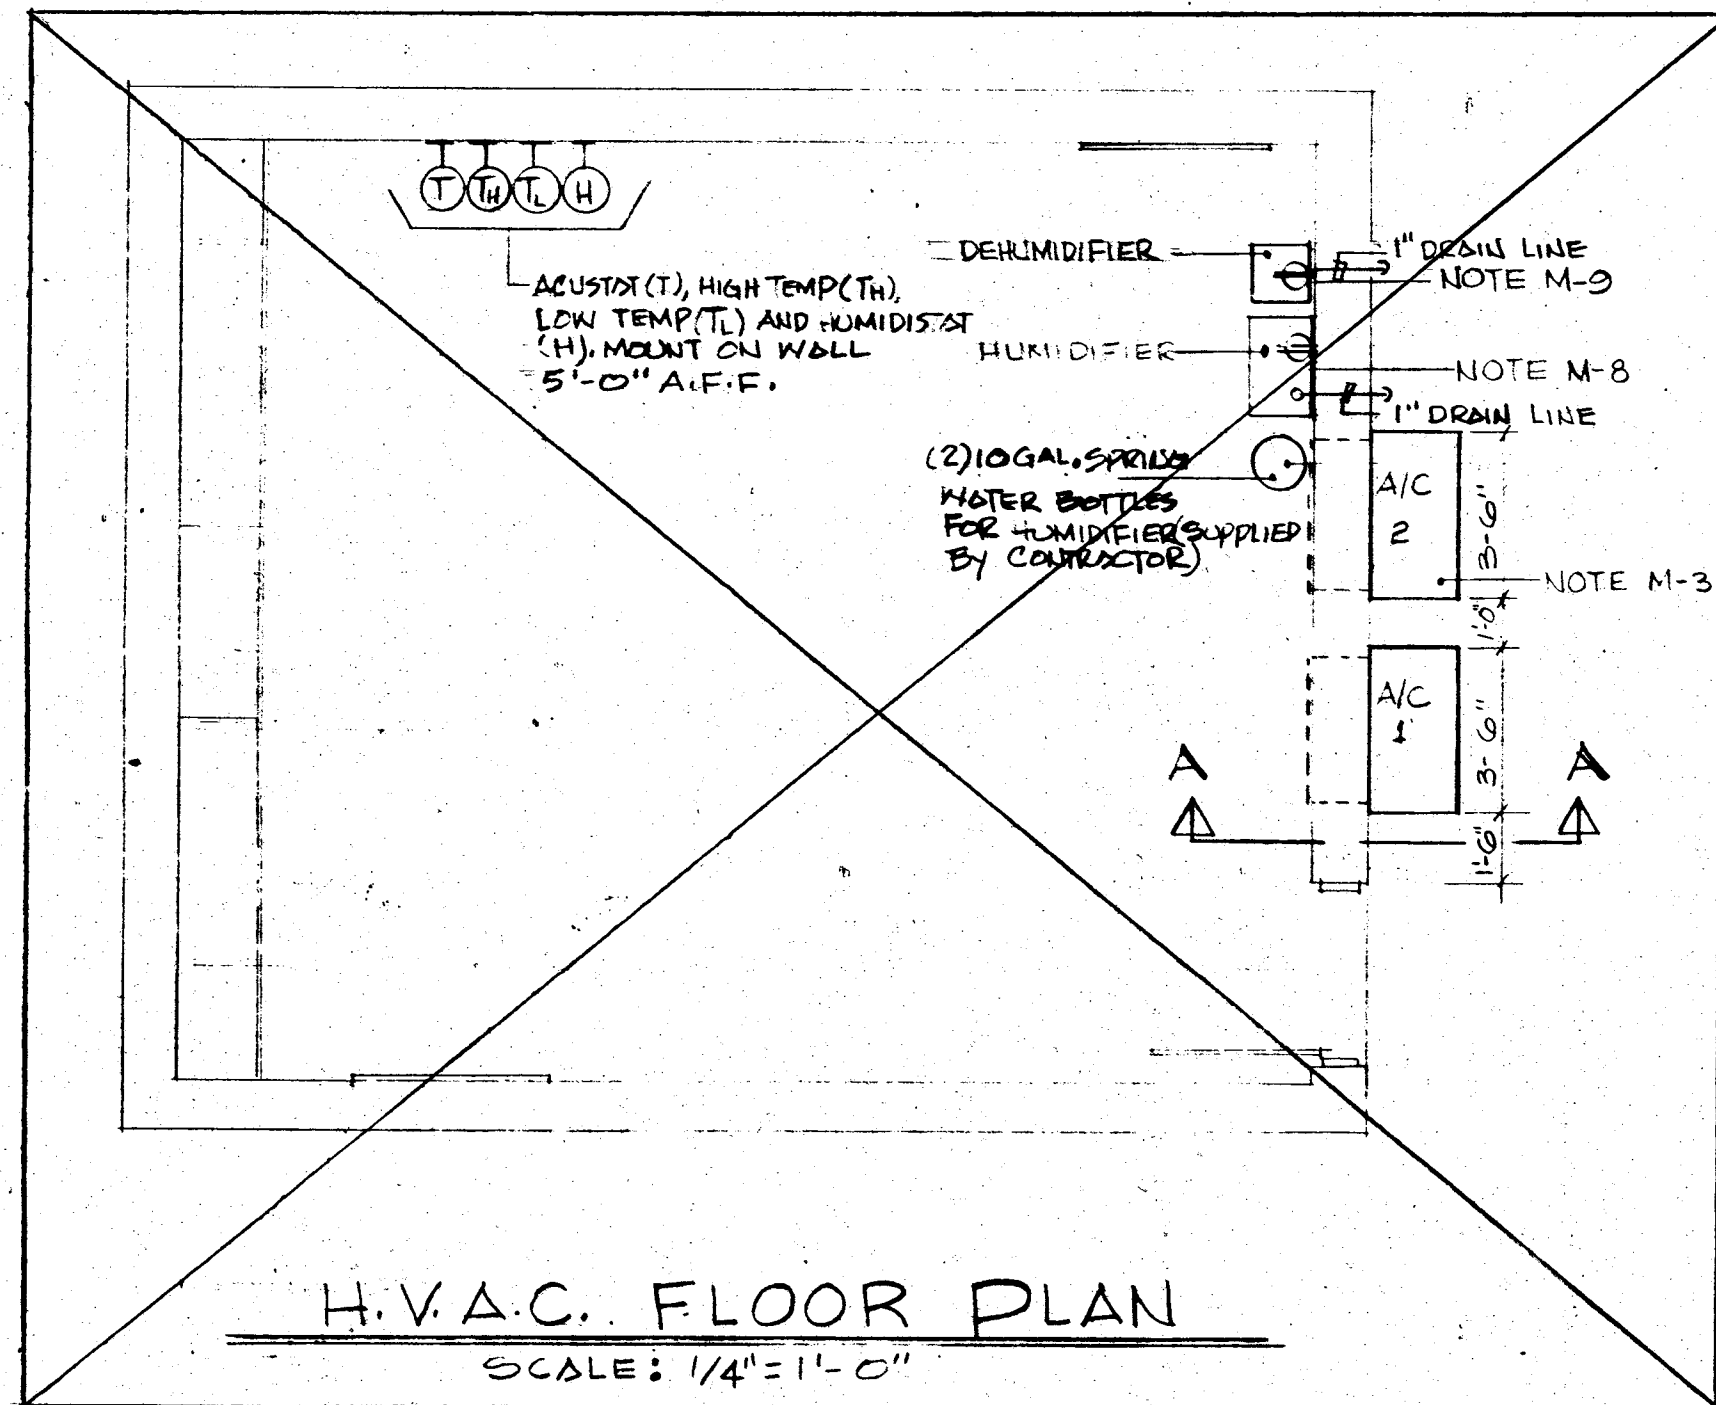 T TH TL H
ACUSTAT (T), HIGH TEMP (TH),
LOW TEMP (TL) AND HUMIDISTAT
(H). MOUNT ON WALL
5'-0" A.F.F.
DEHUMIDIFIER
1" DRAIN LINE
NOTE M-9
HUMIDIFIER
NOTE M-8
1" DRAIN LINE
(2) 10 GAL. SPRING
WATER BOTTLES
FOR HUMIDIFIER (SUPPLIED
BY CONTRACTOR)
A/C
2
3'-6"
NOTE M-3
1'-0"
A/C
1
3'-6"
A
A
1'-6"
H.V.A.C. FLOOR PLAN
SCALE: 1/4" = 1'-0"